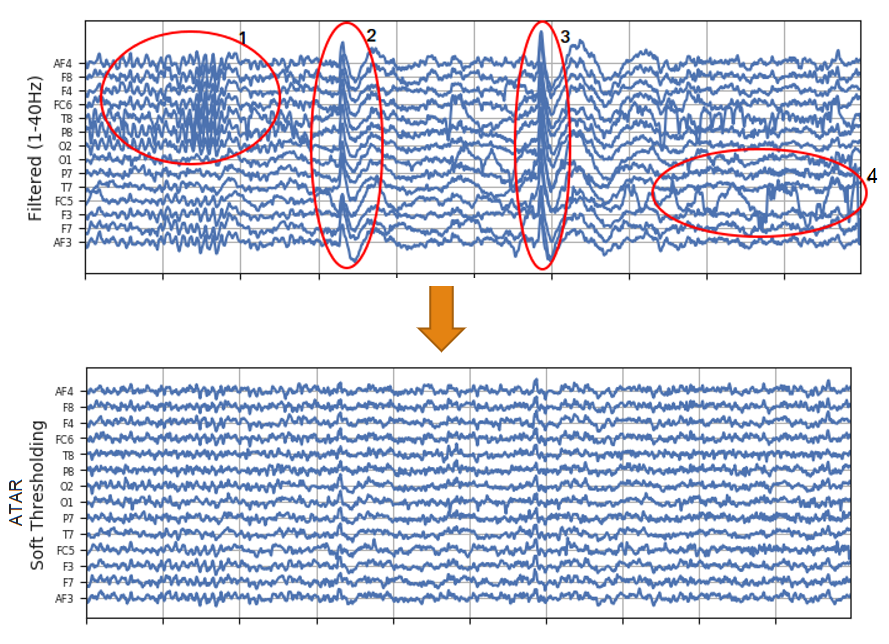 1
2
3
Filtered (1-40Hz)
AF4
F8
F4
FC6
T8
P8
O2
O1
P7
T7
FC5
F3
F7
AF3
4
ATAR
Soft Thresholding
AF4
F8
F4
FC6
T8
P8
O2
O1
P7
T7
FC5
F3
F7
AF3